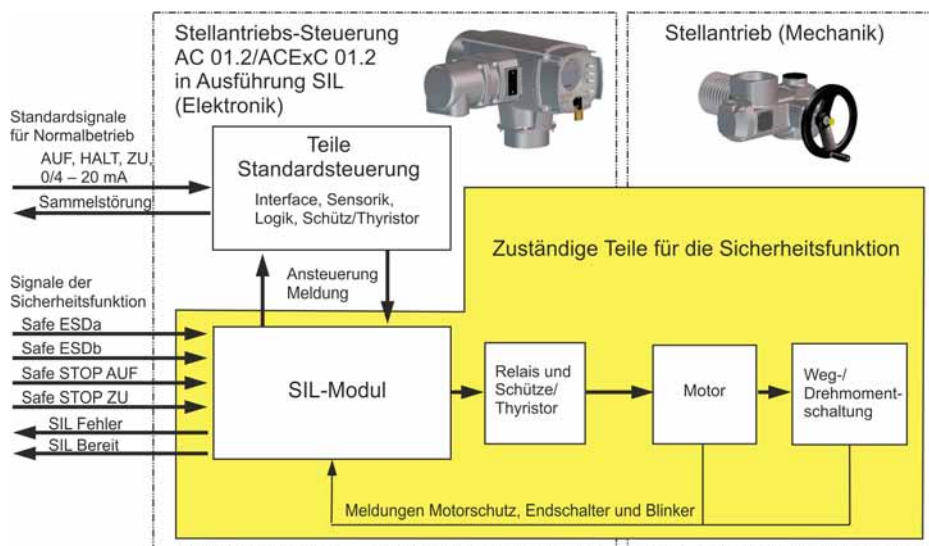 Stellantriebs-Steuerung
AC 01.2/ACExC 01.2
in Ausführung SIL
(Elektronik)
Stellantrieb (Mechanik)
Standardsignale
für Normalbetrieb
AUF, HALT, ZU
0/4 – 20 mA
Sammelstörung
Teile
Standardsteuerung
Interface, Sensorik,
Logik, Schütz/Thyristor
Zuständige Teile für die Sicherheitsfunktion
Ansteuerung
Meldung
Signale der
Sicherheitsfunktion
Safe ESDa
Safe ESDb
Safe STOP AUF
Safe STOP ZU
SIL Fehler
SIL Bereit
SIL-Modul
Relais und
Schütze/
Thyristor
Motor
Weg-/
Drehmoment-
schaltung
Meldungen Motorschutz, Endschalter und Blinker